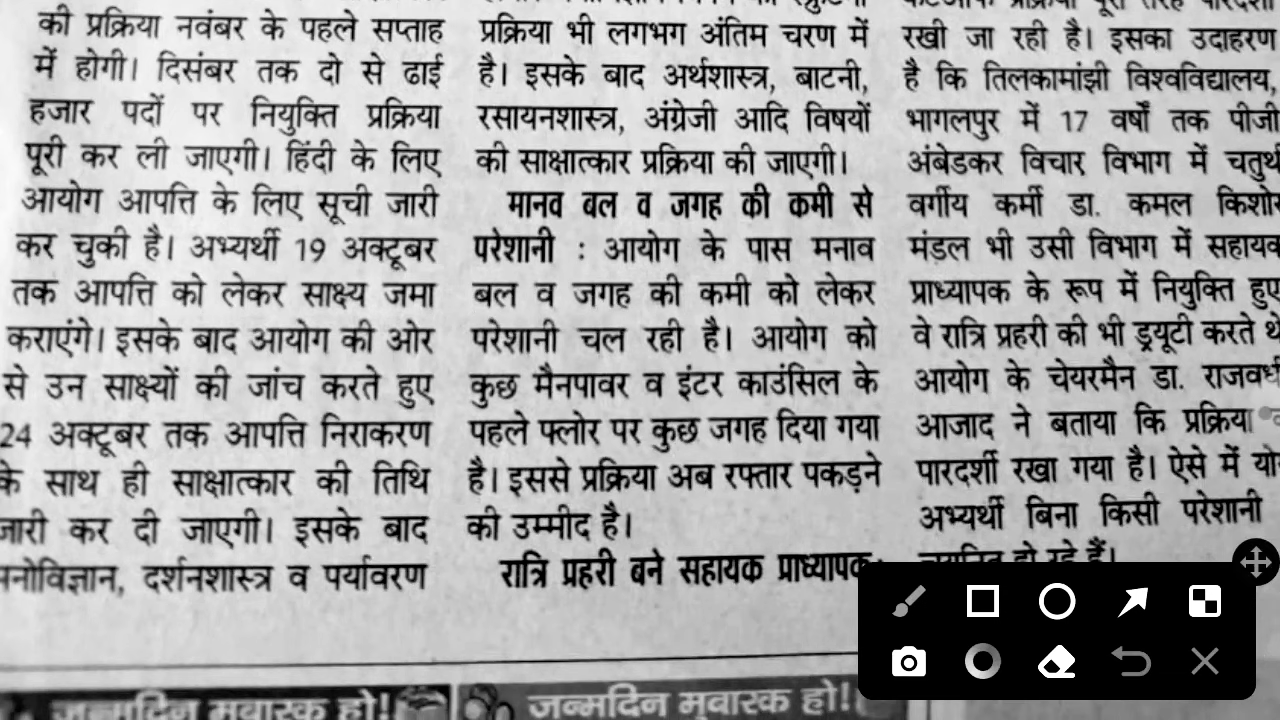 की प्रक्रिया नवंबर के पहले सप्ताह
में होगी। दिसंबर तक दो से ढाई
हजार पदों पर नियुक्ति प्रक्रिया
पूरी कर ली जाएगी। हिंदी के लिए
आयोग आपत्ति के लिए सूची जारी
कर चुकी है। अभ्यर्थी 19 अक्टूबर
तक आपत्ति को लेकर साक्ष्य जमा
कराएंगे। इसके बाद आयोग की ओर
से उन साक्ष्यों की जांच करते हुए
24 अक्टूबर तक आपत्ति निराकरण
के साथ ही साक्षात्कार की तिथि
जारी कर दी जाएगी। इसके बाद
मनोविज्ञान, दर्शनशास्त्र व पर्यावरण
प्रक्रिया भी लगभग अंतिम चरण में
है। इसके बाद अर्थशास्त्र, बाटनी,
रसायनशास्त्र, अंग्रेजी आदि विषयों
की साक्षात्कार प्रक्रिया की जाएगी।
मानव बल व जगह की कमी से
परेशानी : आयोग के पास मनाव
बल व जगह की कमी को लेकर
परेशानी चल रही है। आयोग को
कुछ मैनपावर व इंटर काउंसिल के
पहले फ्लोर पर कुछ जगह दिया गया
है। इससे प्रक्रिया अब रफ्तार पकड़ने
की उम्मीद है।
रात्रि प्रहरी बने सहायक प्राध्यापक
रखी जा रही है। इसका उदाहरण
है कि तिलकामांझी विश्वविद्यालय,
भागलपुर में 17 वर्षों तक पीजी
अंबेडकर विचार विभाग में चतुर्थ
वर्गीय कर्मी डा. कमल किशोर
मंडल भी उसी विभाग में सहायक
प्राध्यापक के रूप में नियुक्ति हुए
वे रात्रि प्रहरी की भी ड्रयूटी करते थे
आयोग के चेयरमैन डा.
आजाद ने बताया कि प्रक्रिया
पारदर्शी रखा गया है। ऐसे में
अभ्यर्थी बिना किसी परेशानी
हो रहे हैं।
जन्मदिन मुबारक हो!
जन्मदिन मुबारक हो!